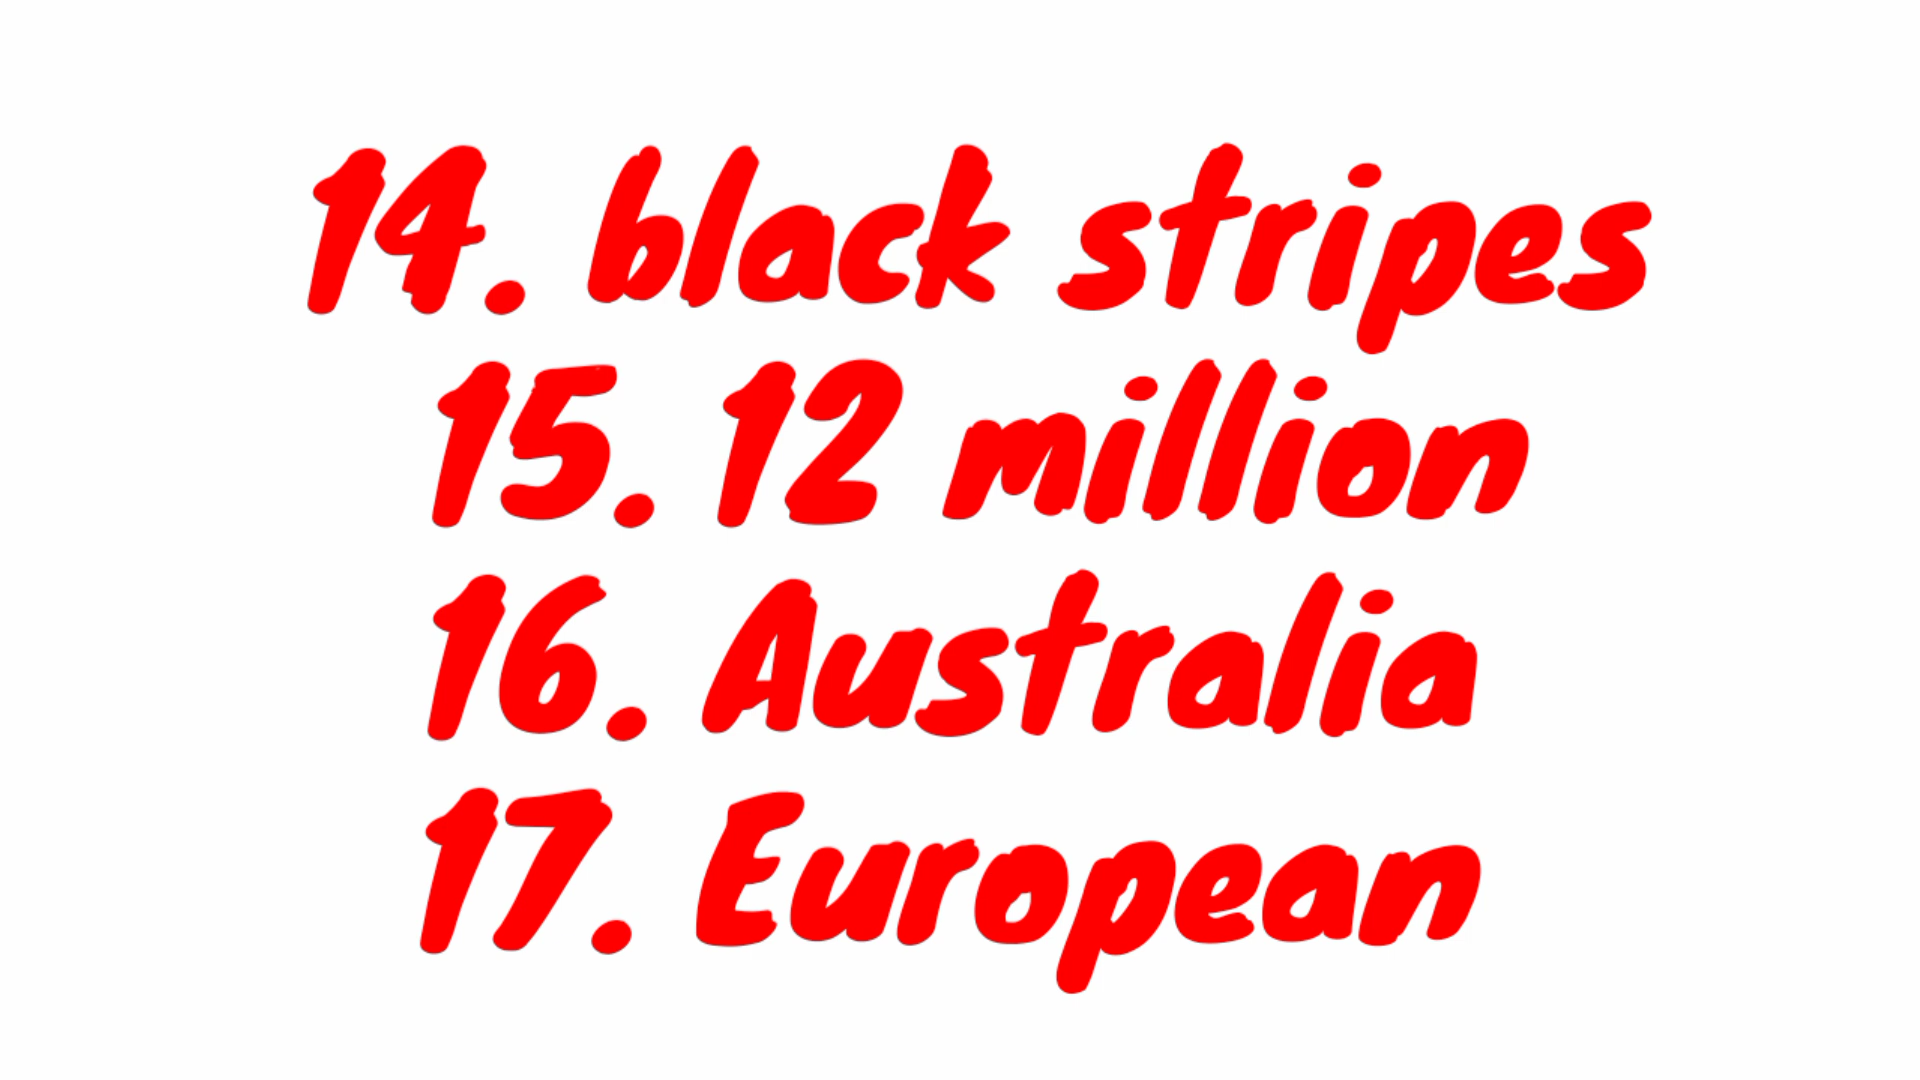 14. black stripes
15. 12 million
16. Australia
17. European